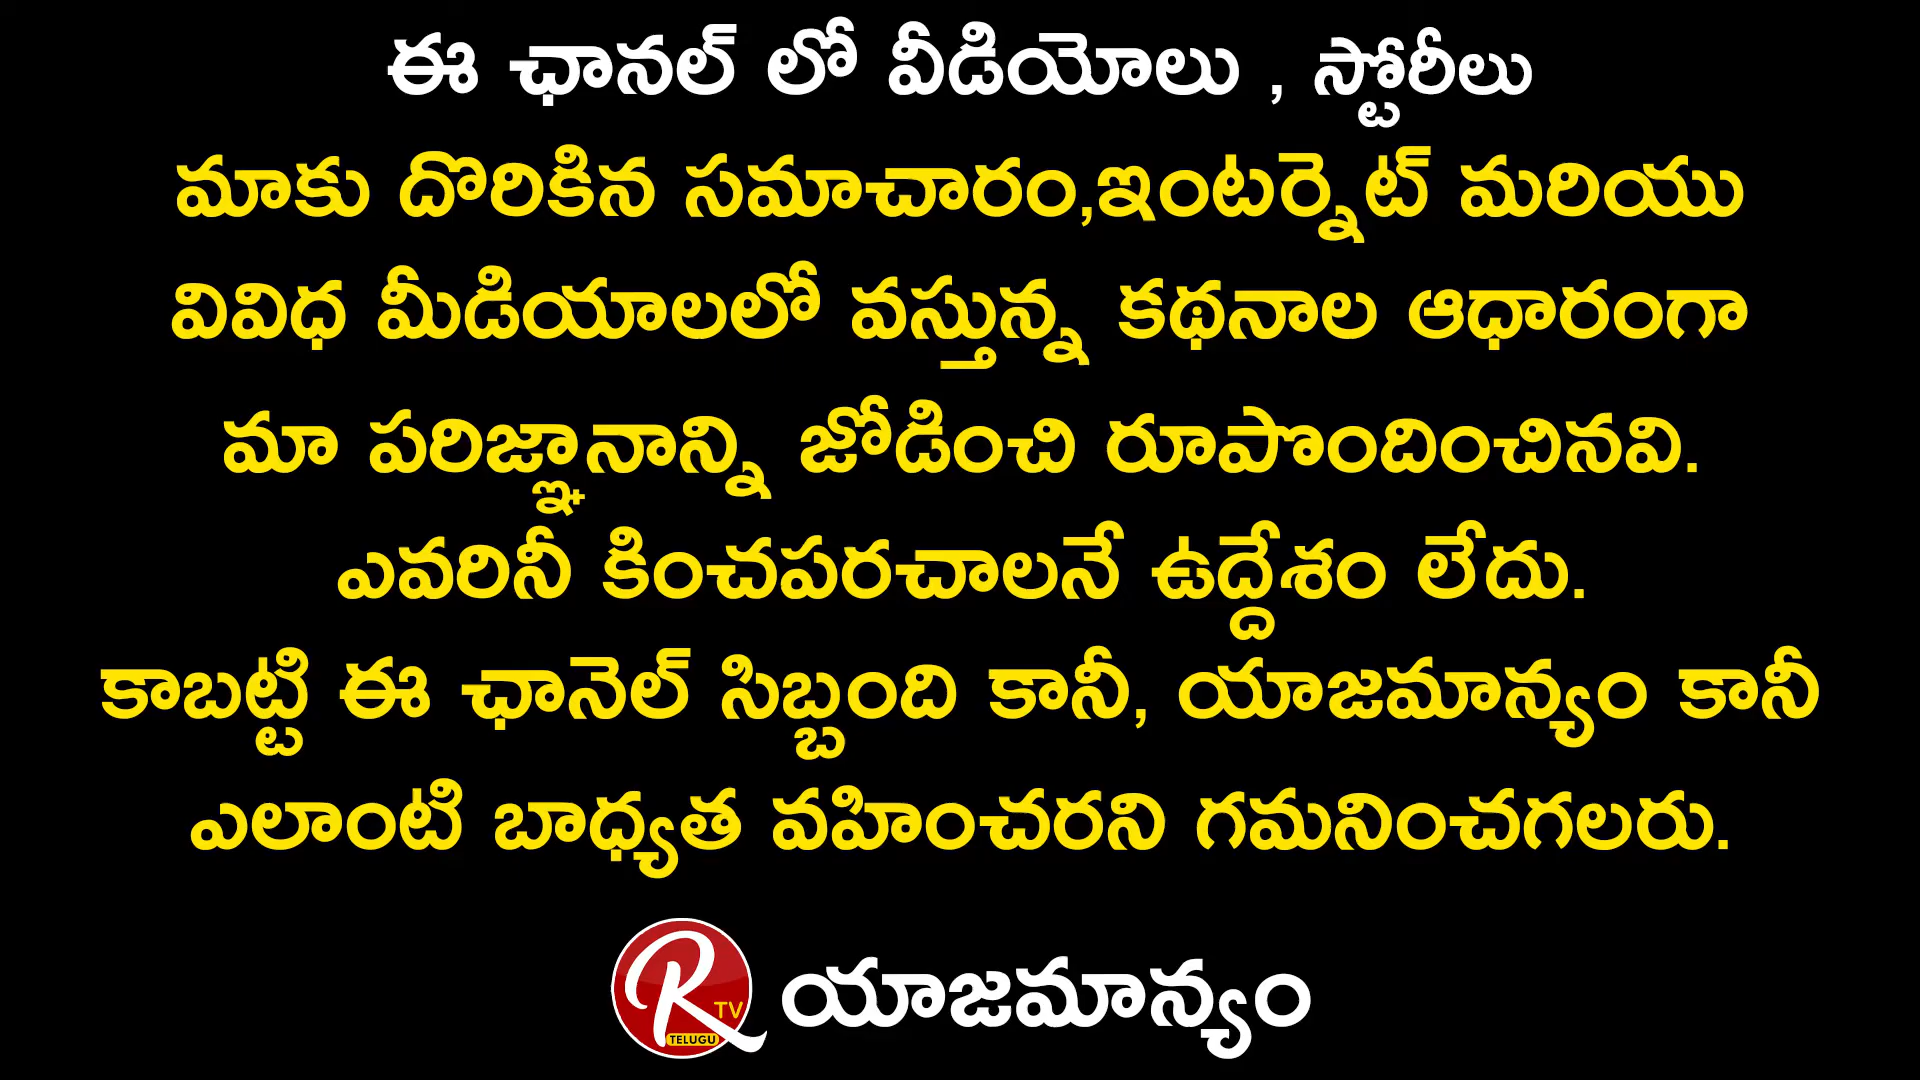 ఈ ఛానల్ లో వీడియోలు , స్టోరీలు
మాకు దొరికిన సమాచారం,ఇంటర్నెట్ మరియు
వివిధ మీడియాలలో వస్తున్న కథనాల ఆధారంగా
మా పరిజ్ఞానాన్ని జోడించి రూపొందించినవి.
ఎవరినీ కించపరచాలనే ఉద్దేశం లేదు.
కాబట్టి ఈ ఛానెల్ సిబ్బంది కానీ, యాజమాన్యం కానీ
ఎలాంటి బాధ్యత వహించరని గమనించగలరు.
R TV TELUGU యాజమాన్యం